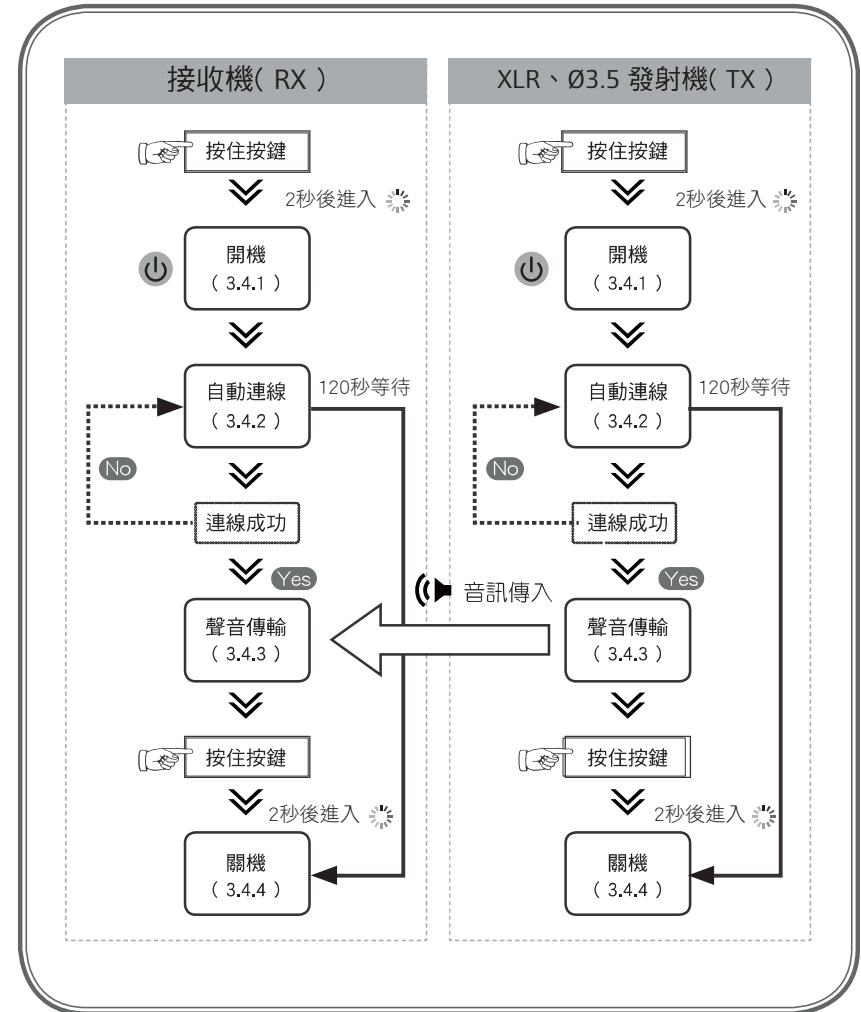 接收機( RX )
按住按鍵
2秒後進入
開機
( 3.4.1 )
自動連線
( 3.4.2 )
120秒等待
No
連線成功
Yes
聲音傳輸
( 3.4.3 )
按住按鍵
2秒後進入
關機
( 3.4.4 )
音訊傳入
XLR、Ø3.5 發射機( TX )
按住按鍵
2秒後進入
開機
( 3.4.1 )
自動連線
( 3.4.2 )
120秒等待
No
連線成功
Yes
聲音傳輸
( 3.4.3 )
按住按鍵
2秒後進入
關機
( 3.4.4 )